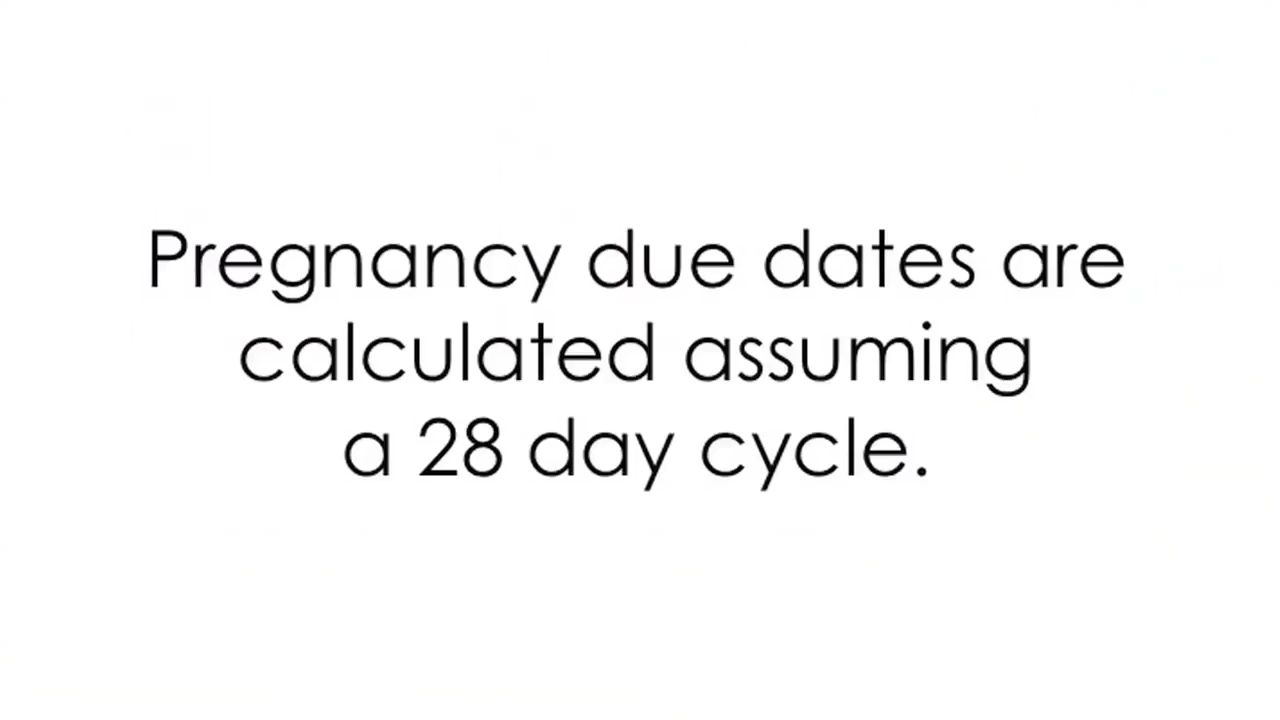 Pregnancy due dates are
calculated assuming
a 28 day cycle.